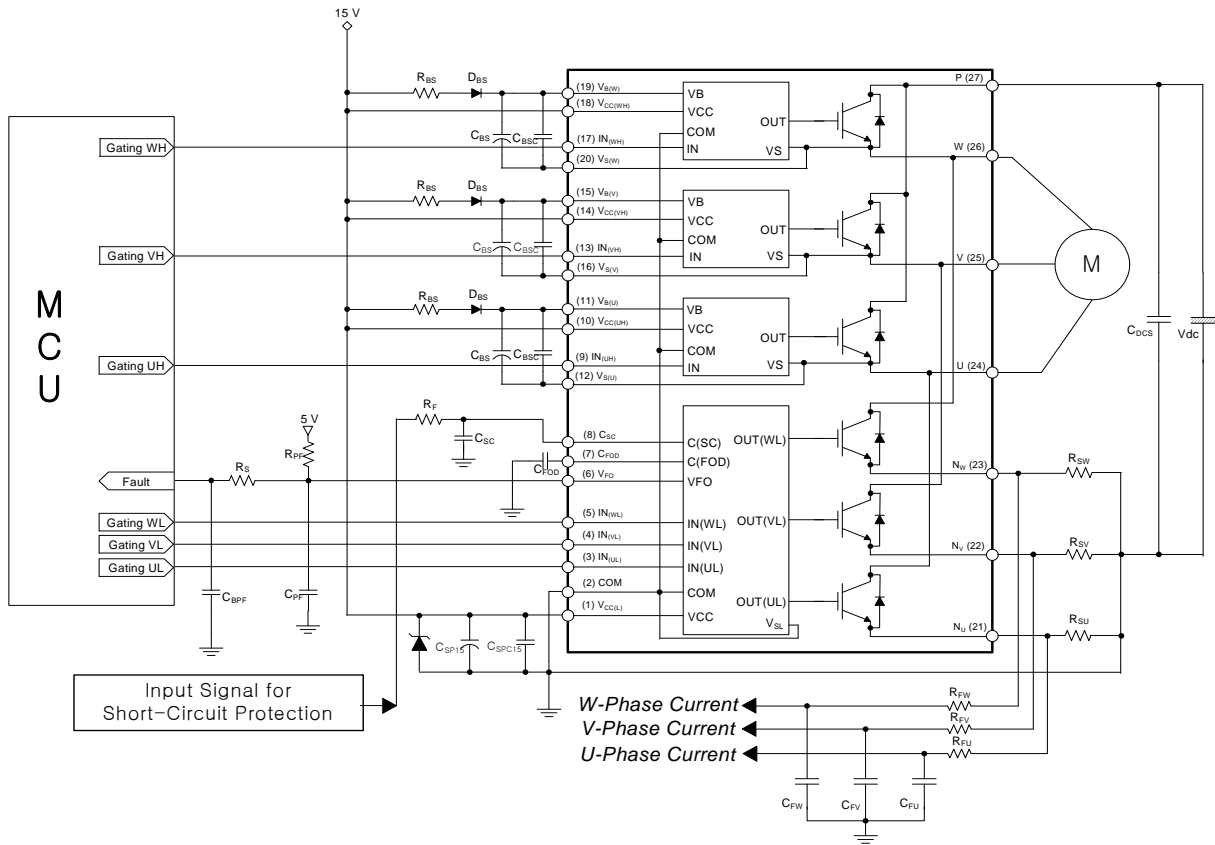 15 V
MCU
Gating WH
Gating VH
Gating UH
Fault
Gating WL
Gating VL
Gating UL
RBS
DBS
CBS
CBSC
(19) VB(W)
(18) VCC(WH)
(17) IN(WH)
(20) VS(W)
VB
VCC
COM
IN
OUT
VS
P (27)
W (26)
RBS
DBS
CBS
CBSC
(15) VB(V)
(14) VCC(VH)
(13) IN(VH)
(16) VS(V)
VB
VCC
COM
IN
OUT
VS
V (25)
M
RBS
DBS
CBS
CBSC
(11) VB(U)
(10) VCC(UH)
(9) IN(UH)
(12) VS(U)
VB
VCC
COM
IN
OUT
VS
U (24)
CDCS
Vdc
RF
CSC
5 V
RPF
RS
CFOD
CBPF
CPF
(8) CSC
(7) CFOD
(6) VFO
(5) IN(WL)
(4) IN(VL)
(3) IN(UL)
(2) COM
(1) VCC(L)
C(SC)
C(FOD)
VFO
IN(WL)
IN(VL)
IN(UL)
COM
VCC
OUT(WL)
OUT(VL)
OUT(UL)
VSL
NW (23)
NV (22)
NU (21)
RSW
RSV
RSU
CSP15
CSPC15
Input Signal for
Short-Circuit Protection
W-Phase Current
V-Phase Current
U-Phase Current
RFW
RFV
RFU
CFW
CFV
CFU